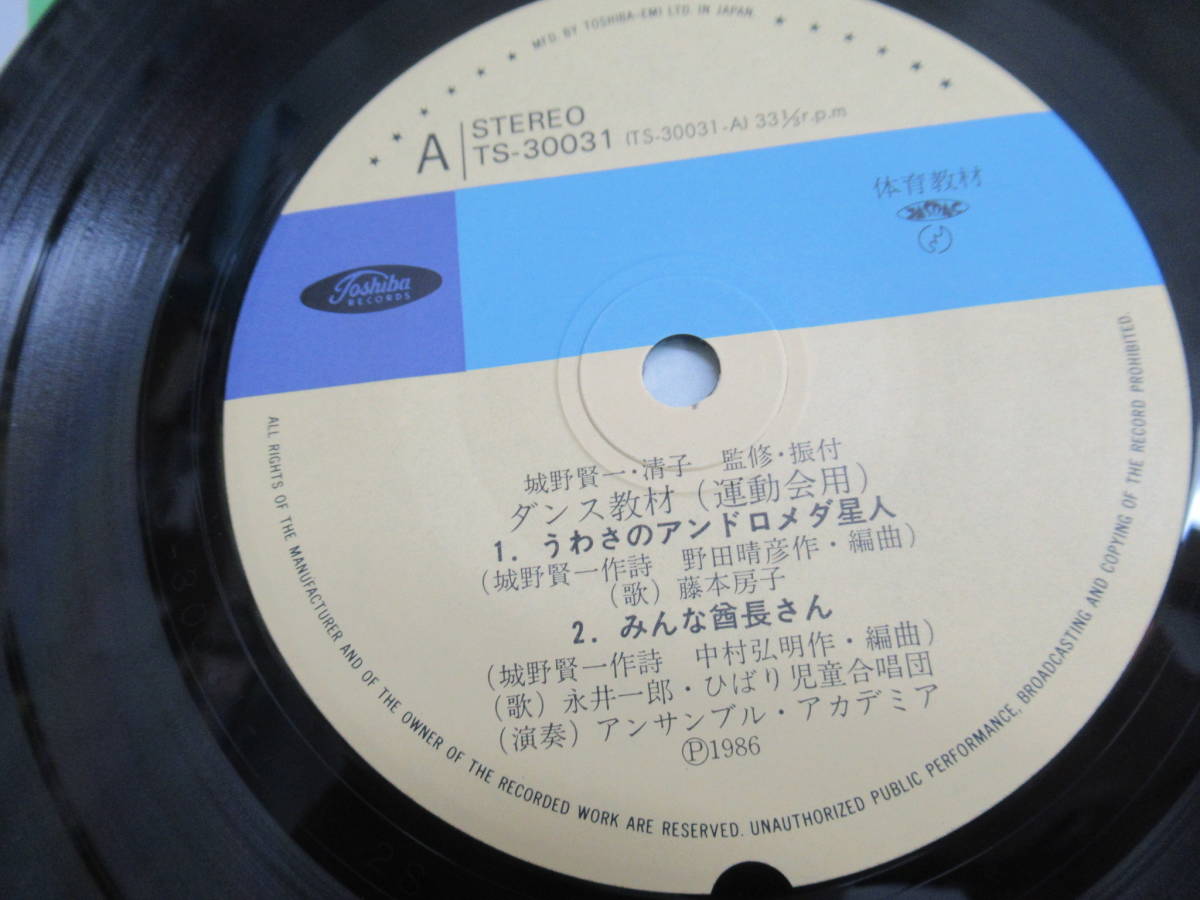 MFD. BY TOSHIBA-EMI LTD. IN JAPAN.
A
STEREO
TS-30031 (TS-30031-A) 33⅓r.p.m
体育教材
Toshiba
RECORDS
城野賢一・清子 監修・振付
ダンス教材（運動会用）
1. うわさのアンドロメダ星人
（城野賢一作詩 野田晴彦作・編曲）
（歌）藤本房子
2. みんな酋長さん
（城野賢一作詩 中村弘明作・編曲）
（歌）永井一郎・ひばり児童合唱団
（演奏）アンサンブル・アカデミア
Ⓟ1986
ALL RIGHTS OF THE MANUFACTURER AND OF THE OWNER OF THE RECORDED WORK ARE RESERVED. UNAUTHORIZED PUBLIC PERFORMANCE, BROADCASTING AND COPYING OF THE RECORD PROHIBITED.